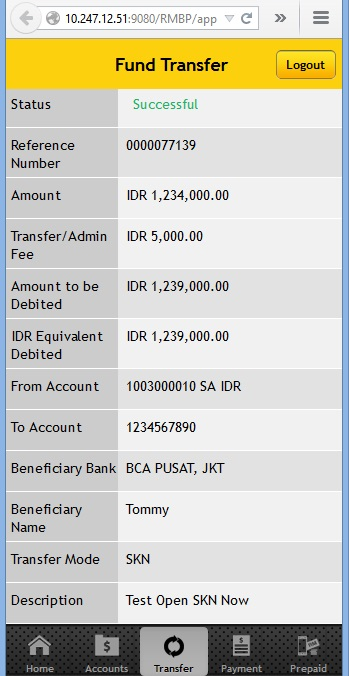 10.247.12.51:9080/RMBP/app
Fund Transfer
Logout
Status
Successful
Reference
Number
0000077139
Amount
IDR 1,234,000.00
Transfer/Admin
Fee
IDR 5,000.00
Amount to be
Debited
IDR 1,239,000.00
IDR Equivalent
Debited
IDR 1,239,000.00
From Account
1003000010 SA IDR
To Account
1234567890
Beneficiary Bank
BCA PUSAT, JKT
Beneficiary
Name
Tommy
Transfer Mode
SKN
Description
Test Open SKN Now
Home
Accounts
Transfer
Payment
Prepaid